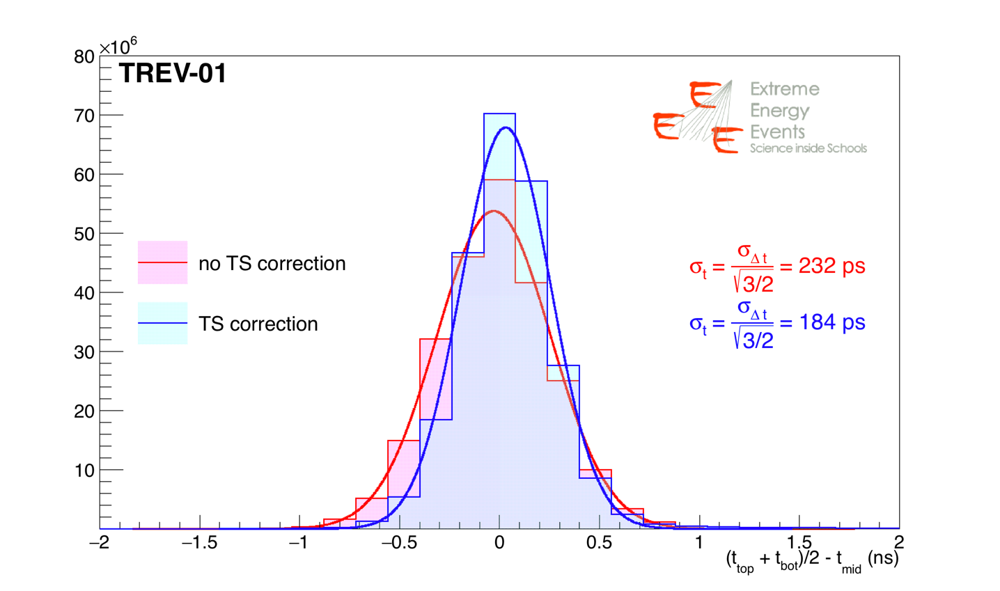 ×10⁶
80
TREV-01
70
60
50
40
30
20
10
−2
−1.5
−1
−0.5
0
0.5
1
1.5
2
(t_top + t_bot)/2 - t_mid (ns)
no TS correction
TS correction
Extreme
Energy
Events
Science inside Schools
σ_t = σ_Δt / √3/2 = 232 ps
σ_t = σ_Δt / √3/2 = 184 ps